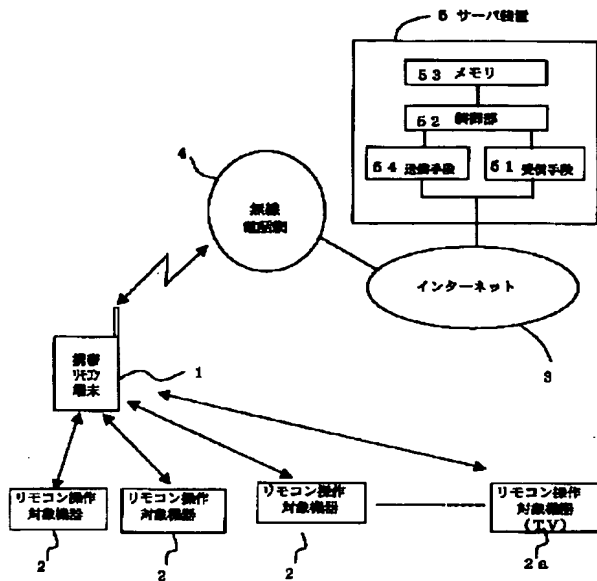 5 サーバ装置
53 メモリ
52 制御部
54 送信手段
51 受信手段
4
無線
電話網
インターネット
3
携帯
リモコン
端末
1
リモコン操作
対象機器
リモコン操作
対象機器
リモコン操作
対象機器
リモコン操作
対象機器
(TV)
2
2
2
2a